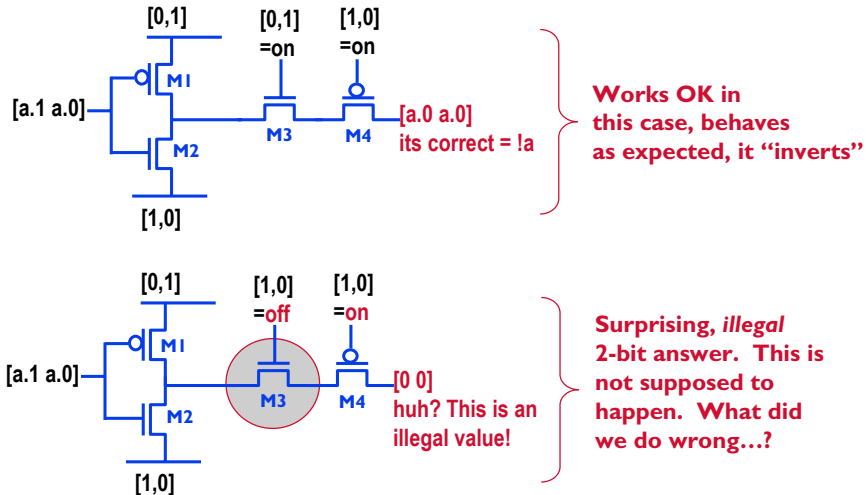 [0,1]
[0,1]
=on
[1,0]
=on
M1
[a.1 a.0]
M2
M3
M4
[a.0 a.0]
its correct = !a
[1,0]
Works OK in
this case, behaves
as expected, it “inverts”
[0,1]
[1,0]
=off
[1,0]
=on
M1
[a.1 a.0]
M2
M3
M4
[0 0]
huh? This is an
illegal value!
[1,0]
Surprising, illegal
2-bit answer. This is
not supposed to
happen. What did
we do wrong…?